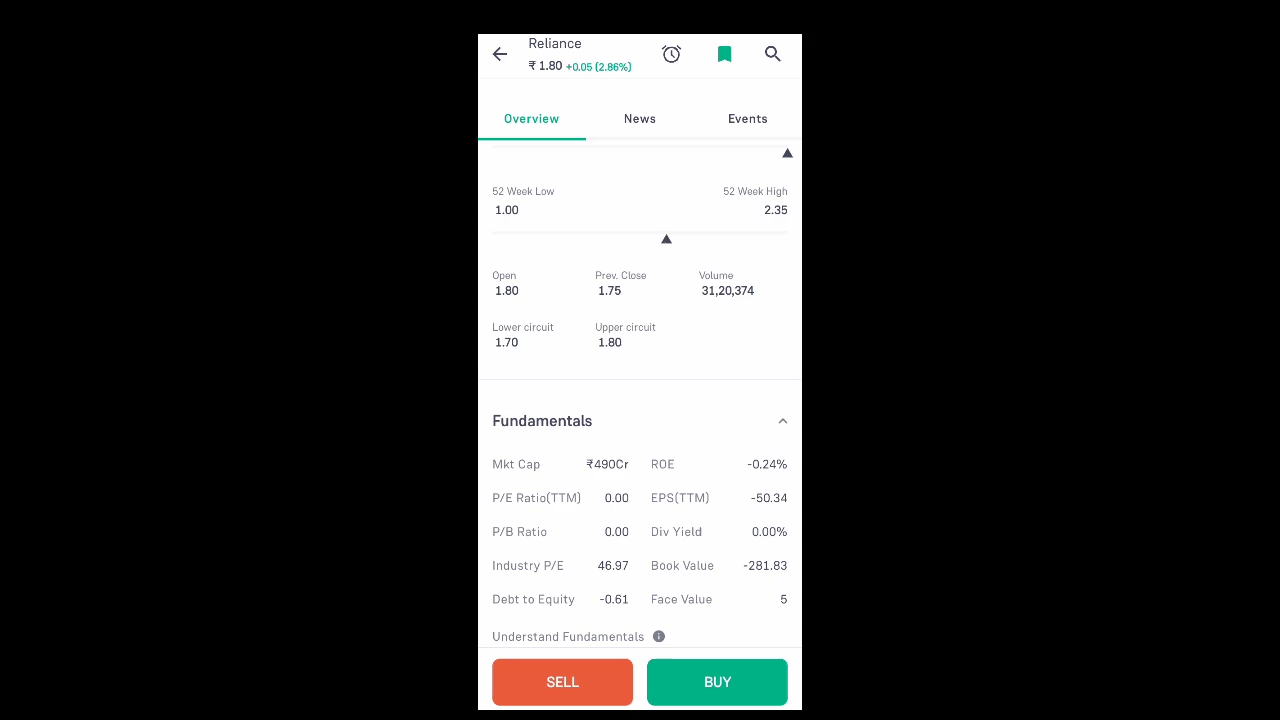 Reliance
₹ 1.80 +0.05 (2.86%)
Overview News Events
52 Week Low 52 Week High
1.00 2.35
Open Prev. Close Volume
1.80 1.75 31,20,374
Lower circuit Upper circuit
1.70 1.80
Fundamentals
Mkt Cap ₹490Cr ROE -0.24%
P/E Ratio(TTM) 0.00 EPS(TTM) -50.34
P/B Ratio 0.00 Div Yield 0.00%
Industry P/E 46.97 Book Value -281.83
Debt to Equity -0.61 Face Value 5
Understand Fundamentals
SELL BUY